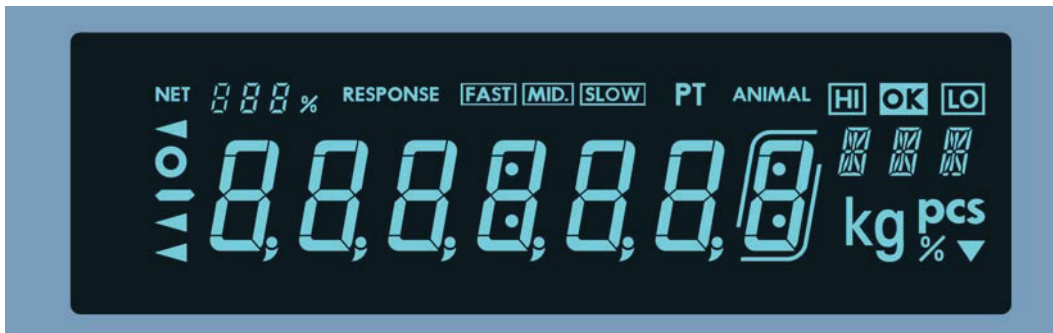 NET 888% RESPONSE FAST MID. SLOW PT ANIMAL HI OK LO
8,8,8,8,8,8,8
kg pcs
%